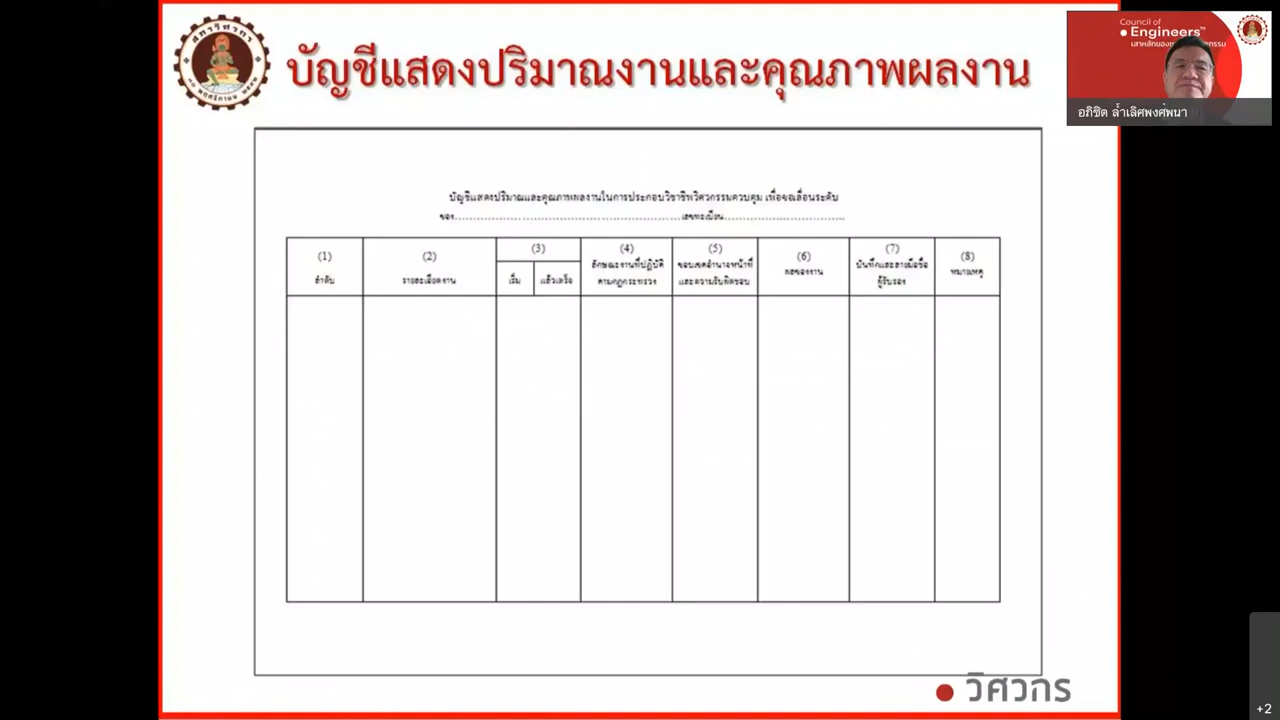 บัญชีแสดงปริมาณงานและคุณภาพผลงาน
สภาวิศวกร
Council of
Engineers
อภิชิต ล้ำเลิศพงศ์พนา
บัญชีแสดงปริมาณและคุณภาพผลงานในการประกอบวิชาชีพวิศวกรรมควบคุม เพื่อขอเลื่อนระดับ
ของ........................................................เลขทะเบียน..............................
(1) (2) (3) (4) (5) (6) (7) (8)
ลำดับ
รายละเอียดงาน
เริ่ม แล้วเสร็จ
ลักษณะงานที่ปฏิบัติ
ตามกฎกระทรวง
ขอบเขตอำนาจหน้าที่
และความรับผิดชอบ
ผลของงาน
บันทึกและลายมือชื่อ
ผู้รับรอง
หมายเหตุ
วิศวกร
+2